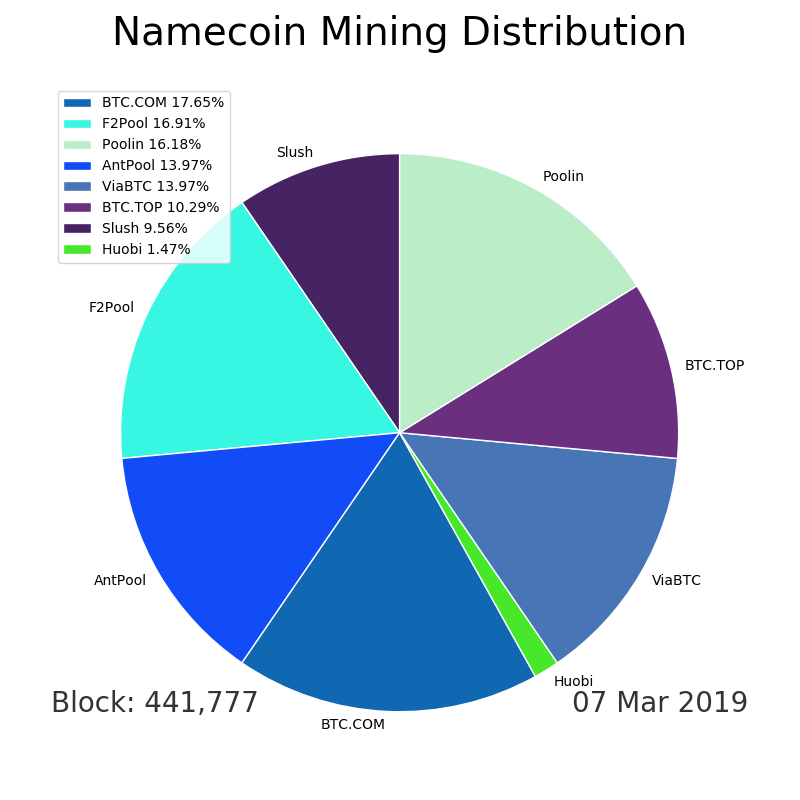 Namecoin Mining Distribution
BTC.COM 17.65%
F2Pool 16.91%
Poolin 16.18%
AntPool 13.97%
ViaBTC 13.97%
BTC.TOP 10.29%
Slush 9.56%
Huobi 1.47%
Slush
Poolin
F2Pool
BTC.TOP
AntPool
ViaBTC
Huobi
Block: 441,777
07 Mar 2019
BTC.COM